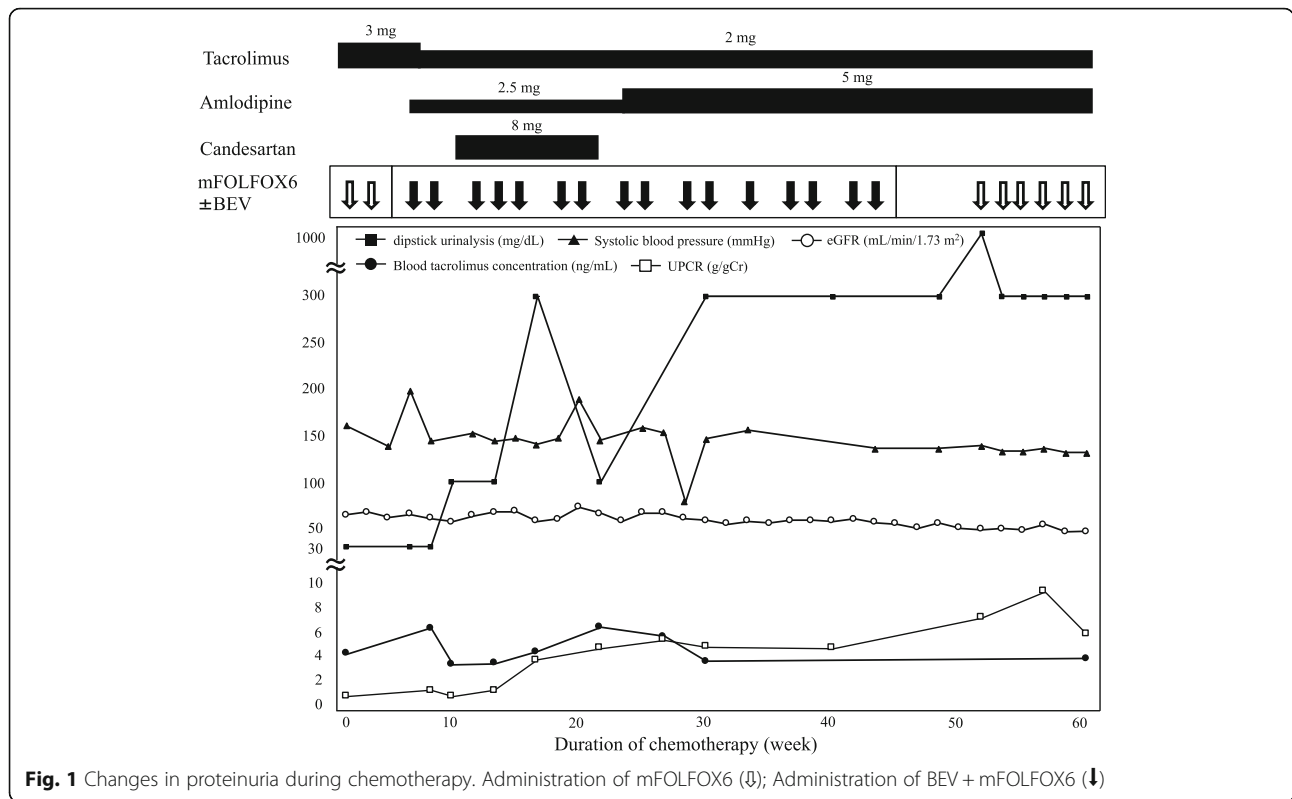 3 mg
2 mg
Tacrolimus
5 mg
2.5 mg
Amlodipine
8 mg
Candesartan
mFOLFOX6
±BEV
1000
dipstick urinalysis (mg/dL) Systolic blood pressure (mmHg) eGFR (mL/min/1.73 m²)
Blood tacrolimus concentration (ng/mL) UPCR (g/gCr)
300
250
200
150
100
50
30
10
8
6
4
2
0
0 10 20 30 40 50 60
Duration of chemotherapy (week)
Fig. 1 Changes in proteinuria during chemotherapy. Administration of mFOLFOX6 (⇩); Administration of BEV + mFOLFOX6 (⬇)